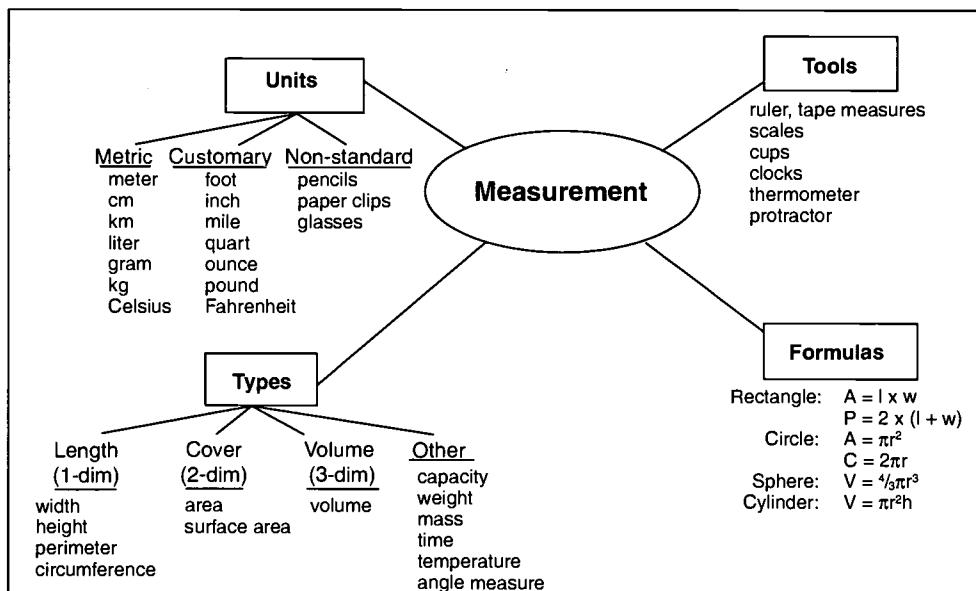 Units
Tools
Measurement
ruler, tape measures
scales
cups
clocks
thermometer
protractor
Metric Customary Non-standard
meter foot pencils
cm inch paper clips
km mile glasses
liter quart
gram ounce
kg pound
Celsius Fahrenheit
Types
Formulas
Rectangle: A = l x w
P = 2 x (l + w)
Circle: A = πr²
C = 2πr
Sphere: V = ⁴/₃πr³
Cylinder: V = πr²h
Length Cover Volume Other
(1-dim) (2-dim) (3-dim)
width area volume capacity
height surface area weight
perimeter mass
circumference time
temperature
angle measure